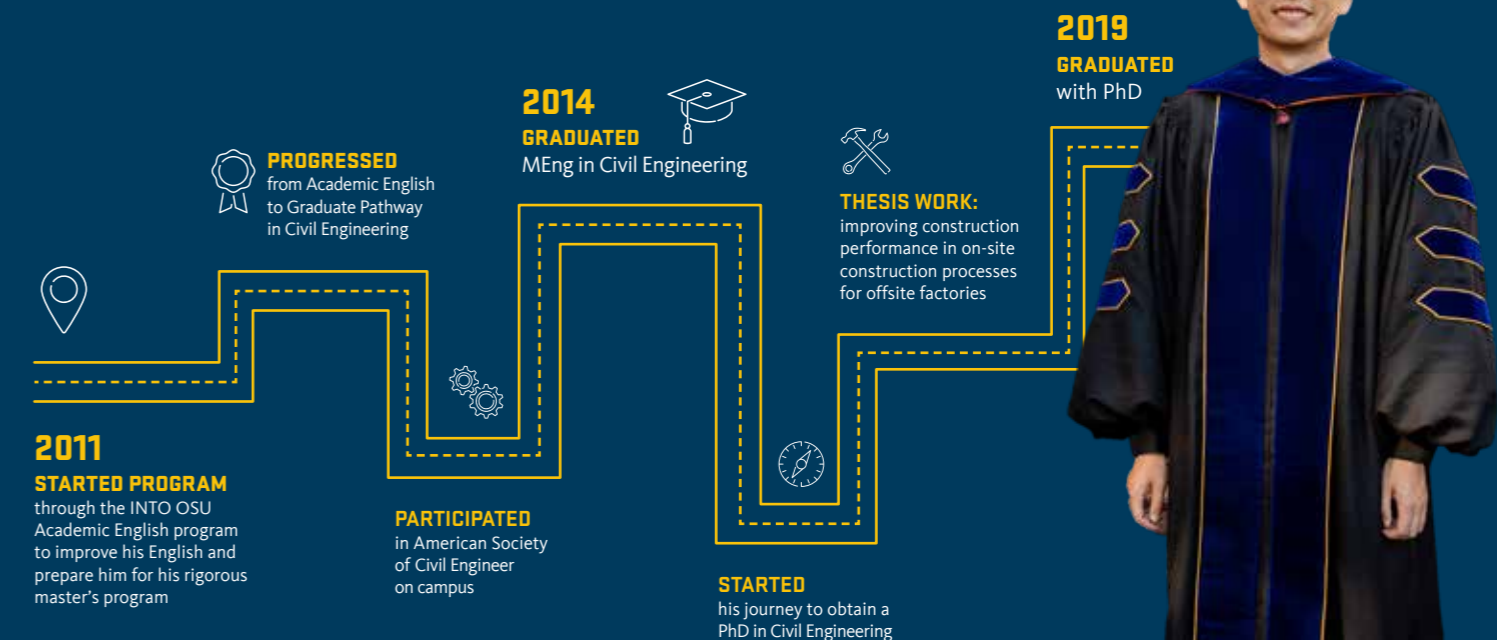 2011
STARTED PROGRAM
through the INTO OSU
Academic English program
to improve his English and
prepare him for his rigorous
master's program
PROGRESSED
from Academic English
to Graduate Pathway
in Civil Engineering
PARTICIPATED
in American Society
of Civil Engineer
on campus
2014
GRADUATED
MEng in Civil Engineering
STARTED
his journey to obtain a
PhD in Civil Engineering
THESIS WORK:
improving construction
performance in on-site
construction processes
for offsite factories
2019
GRADUATED
with PhD